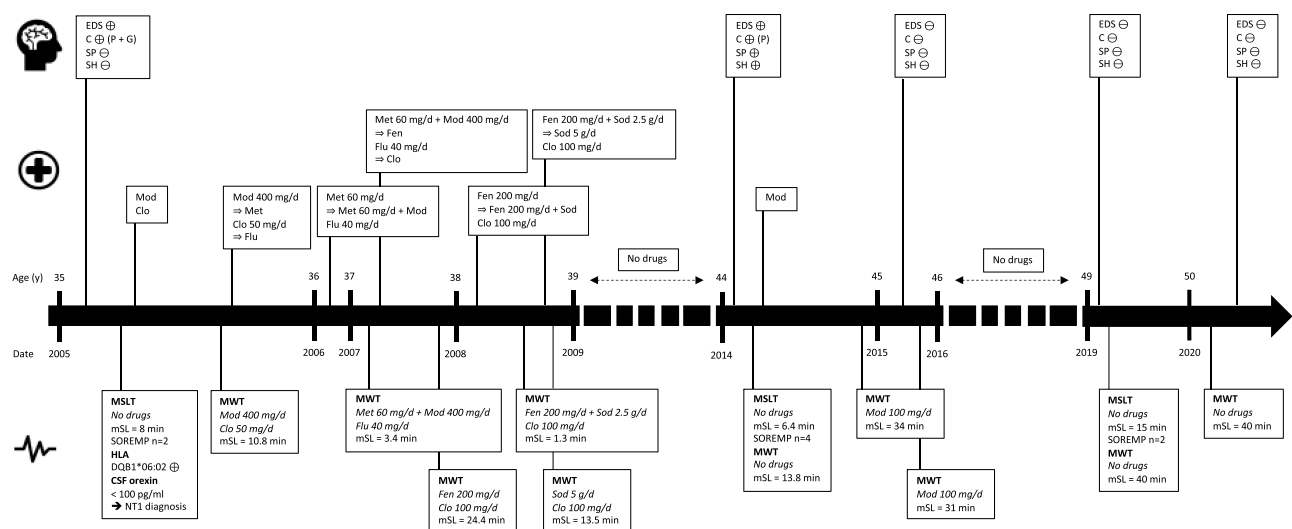 EDS ⊕
C ⊕ (P + G)
SP ⊖
SH ⊖
EDS ⊕
C ⊕ (P)
SP ⊕
SH ⊕
EDS ⊖
C ⊖
SP ⊖
SH ⊖
EDS ⊖
C ⊖
SP ⊖
SH ⊖
EDS ⊖
C ⊖
SP ⊖
SH ⊖
Met 60 mg/d + Mod 400 mg/d
⇒ Fen
Flu 40 mg/d
⇒ Clo
Fen 200 mg/d + Sod 2.5 g/d
⇒ Sod 5 g/d
Clo 100 mg/d
Mod
Clo
Mod 400 mg/d
⇒ Met
Clo 50 mg/d
⇒ Flu
Met 60 mg/d
⇒ Met 60 mg/d + Mod
Flu 40 mg/d
Fen 200 mg/d
⇒ Fen 200 mg/d + Sod
Clo 100 mg/d
Mod
No drugs
No drugs
Age (y) 35 36 37 38 39 44 45 46 49 50
Date 2005 2006 2007 2008 2009 2014 2015 2016 2019 2020
MSLT
No drugs
mSL = 8 min
SOREMP n=2
HLA
DQB1*06:02 ⊕
CSF orexin
< 100 pg/ml
➔ NT1 diagnosis
MWT
Mod 400 mg/d
Clo 50 mg/d
mSL = 10.8 min
MWT
Met 60 mg/d + Mod 400 mg/d
Flu 40 mg/d
mSL = 3.4 min
MWT
Fen 200 mg/d
Clo 100 mg/d
mSL = 24.4 min
MWT
Fen 200 mg/d + Sod 2.5 g/d
Clo 100 mg/d
mSL = 1.3 min
MWT
Sod 5 g/d
Clo 100 mg/d
mSL = 13.5 min
MSLT
No drugs
mSL = 6.4 min
SOREMP n=4
MWT
No drugs
mSL = 13.8 min
MWT
Mod 100 mg/d
mSL = 34 min
MWT
Mod 100 mg/d
mSL = 31 min
MSLT
No drugs
mSL = 15 min
SOREMP n=2
MWT
No drugs
mSL = 40 min
MWT
No drugs
mSL = 40 min